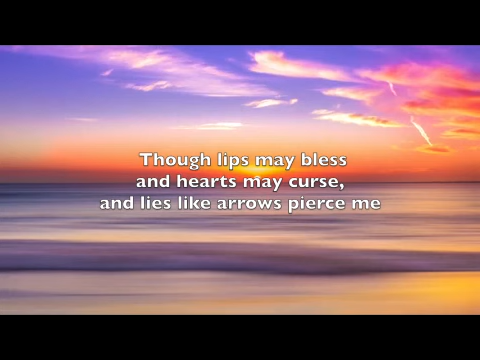 Though lips may bless
and hearts may curse,
and lies like arrows pierce me